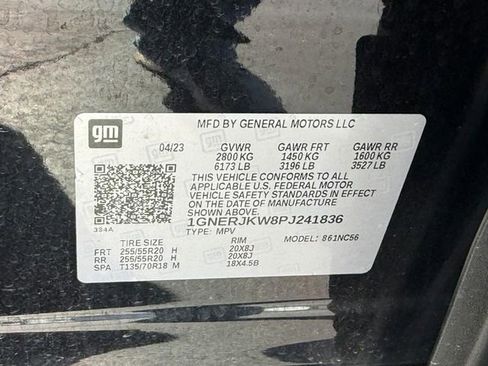 gm
MFD BY GENERAL MOTORS LLC
04/23 GVWR GAWR FRT GAWR RR
2800 KG 1450 KG 1600 KG
6173 LB 3196 LB 3527 LB
THIS VEHICLE CONFORMS TO ALL
APPLICABLE U.S. FEDERAL MOTOR
VEHICLE SAFETY STANDARDS IN EFFECT ON
THE DATE OF MANUFACTURE SHOWN ABOVE.
384A
1GNERJKW8PJ241836
TYPE: MPV MODEL: 861NC56
TIRE SIZE RIM
FRT 255/55R20 H 20X8J
RR 255/55R20 H 20X8J
SPA T135/70R18 M 18X4.5B